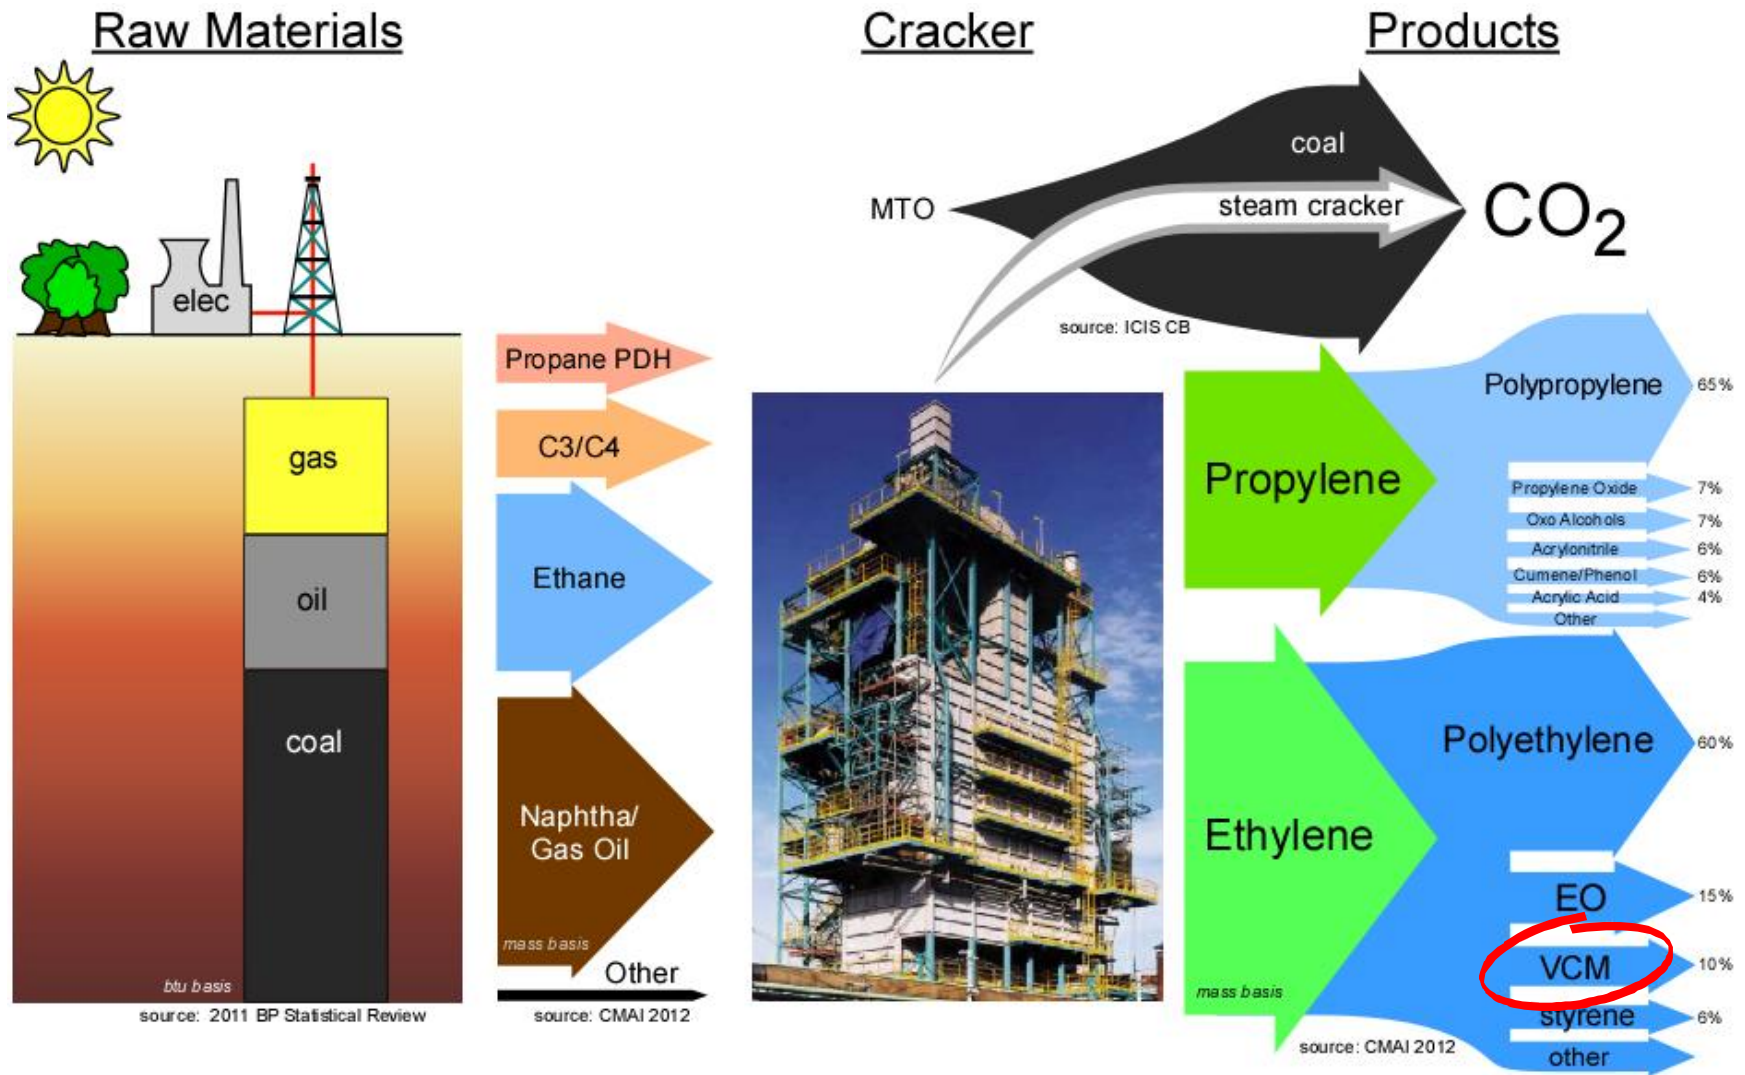 Raw Materials
Cracker
Products
elec
gas
oil
coal
btu basis
source: 2011 BP Statistical Review
Propane PDH
C3/C4
Ethane
Naphtha/
Gas Oil
mass basis
Other
source: CMAI 2012
MTO
coal
steam cracker
CO2
source: ICIS CB
Propylene
Polypropylene 65%
Propylene Oxide 7%
Oxo Alcohols 7%
Acrylonitrile 6%
Cumene/Phenol 6%
Acrylic Acid 4%
Other
Ethylene
mass basis
Polyethylene 60%
EO 15%
VCM 10%
styrene 6%
other
source: CMAI 2012